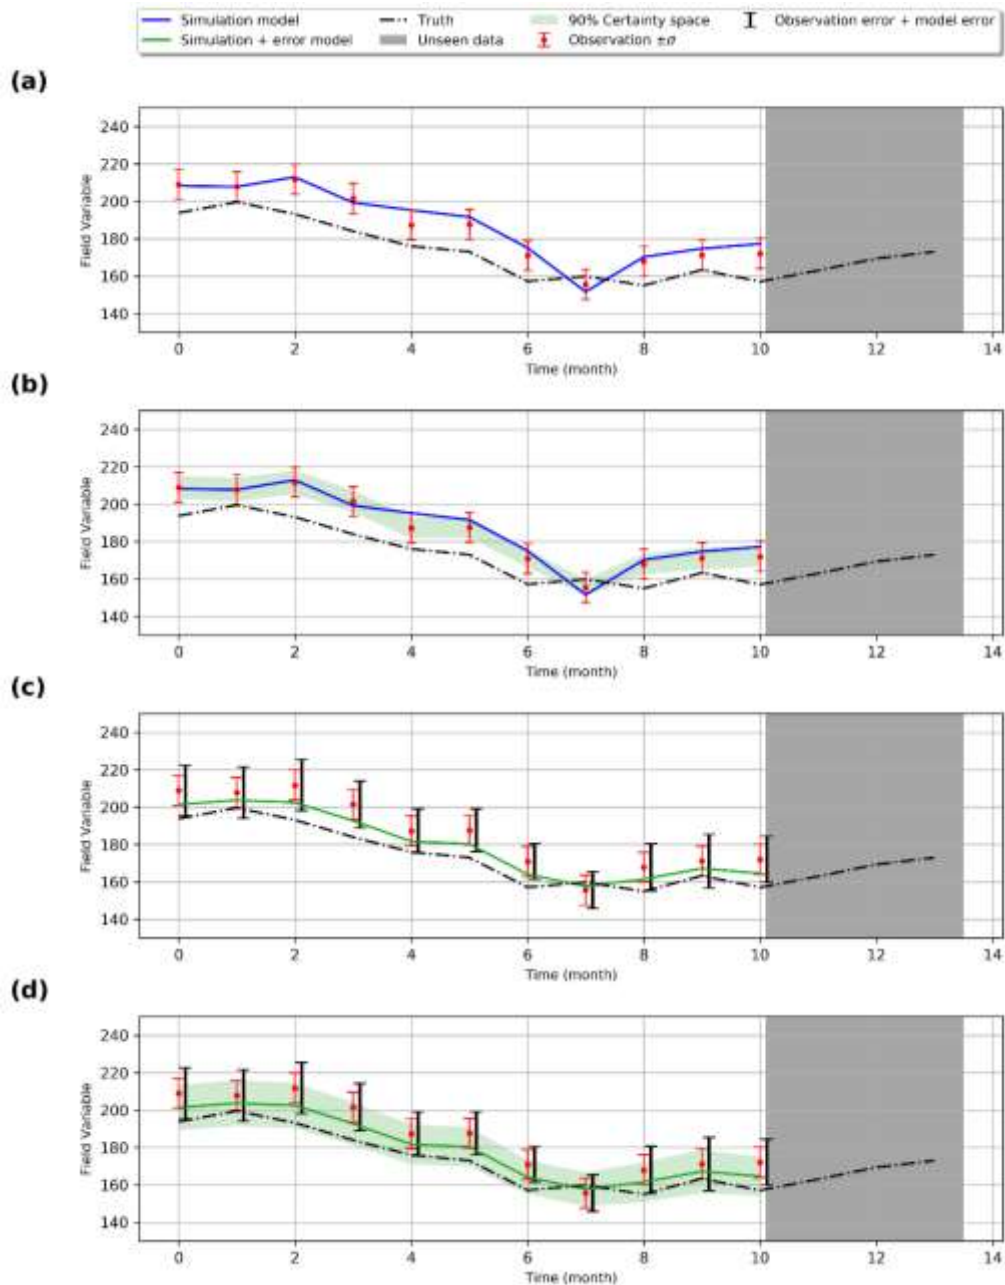 Simulation model Truth 90% Certainty space Observation error + model error
Simulation + error model Unseen data Observation ±σ
(a)
240
220
200
180
160
140
Field Variable
0 2 4 6 8 10 12 14
Time (month)
(b)
240
220
200
180
160
140
Field Variable
0 2 4 6 8 10 12 14
Time (month)
(c)
240
220
200
180
160
140
Field Variable
0 2 4 6 8 10 12 14
Time (month)
(d)
240
220
200
180
160
140
Field Variable
0 2 4 6 8 10 12 14
Time (month)